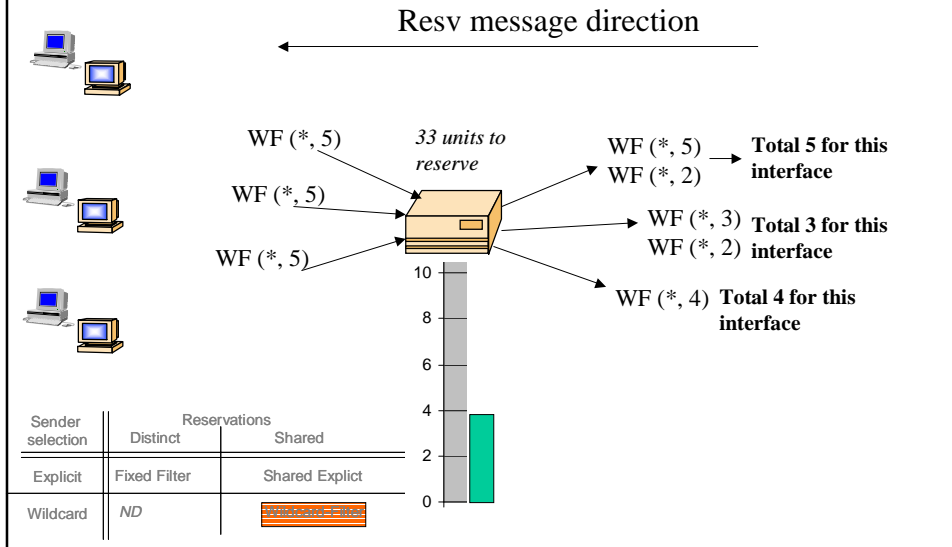 Resv message direction
WF (*, 5)
33 units to
reserve
WF (*, 5)
WF (*, 2)
Total 5 for this
interface
WF (*, 5)
WF (*, 3)
WF (*, 2)
Total 3 for this
interface
WF (*, 5)
WF (*, 4)
Total 4 for this
interface
10
8
6
4
2
0
Sender
selection
Reservations
Distinct
Shared
Explicit
Fixed Filter
Shared Explict
Wildcard
ND
Wildcard Filter